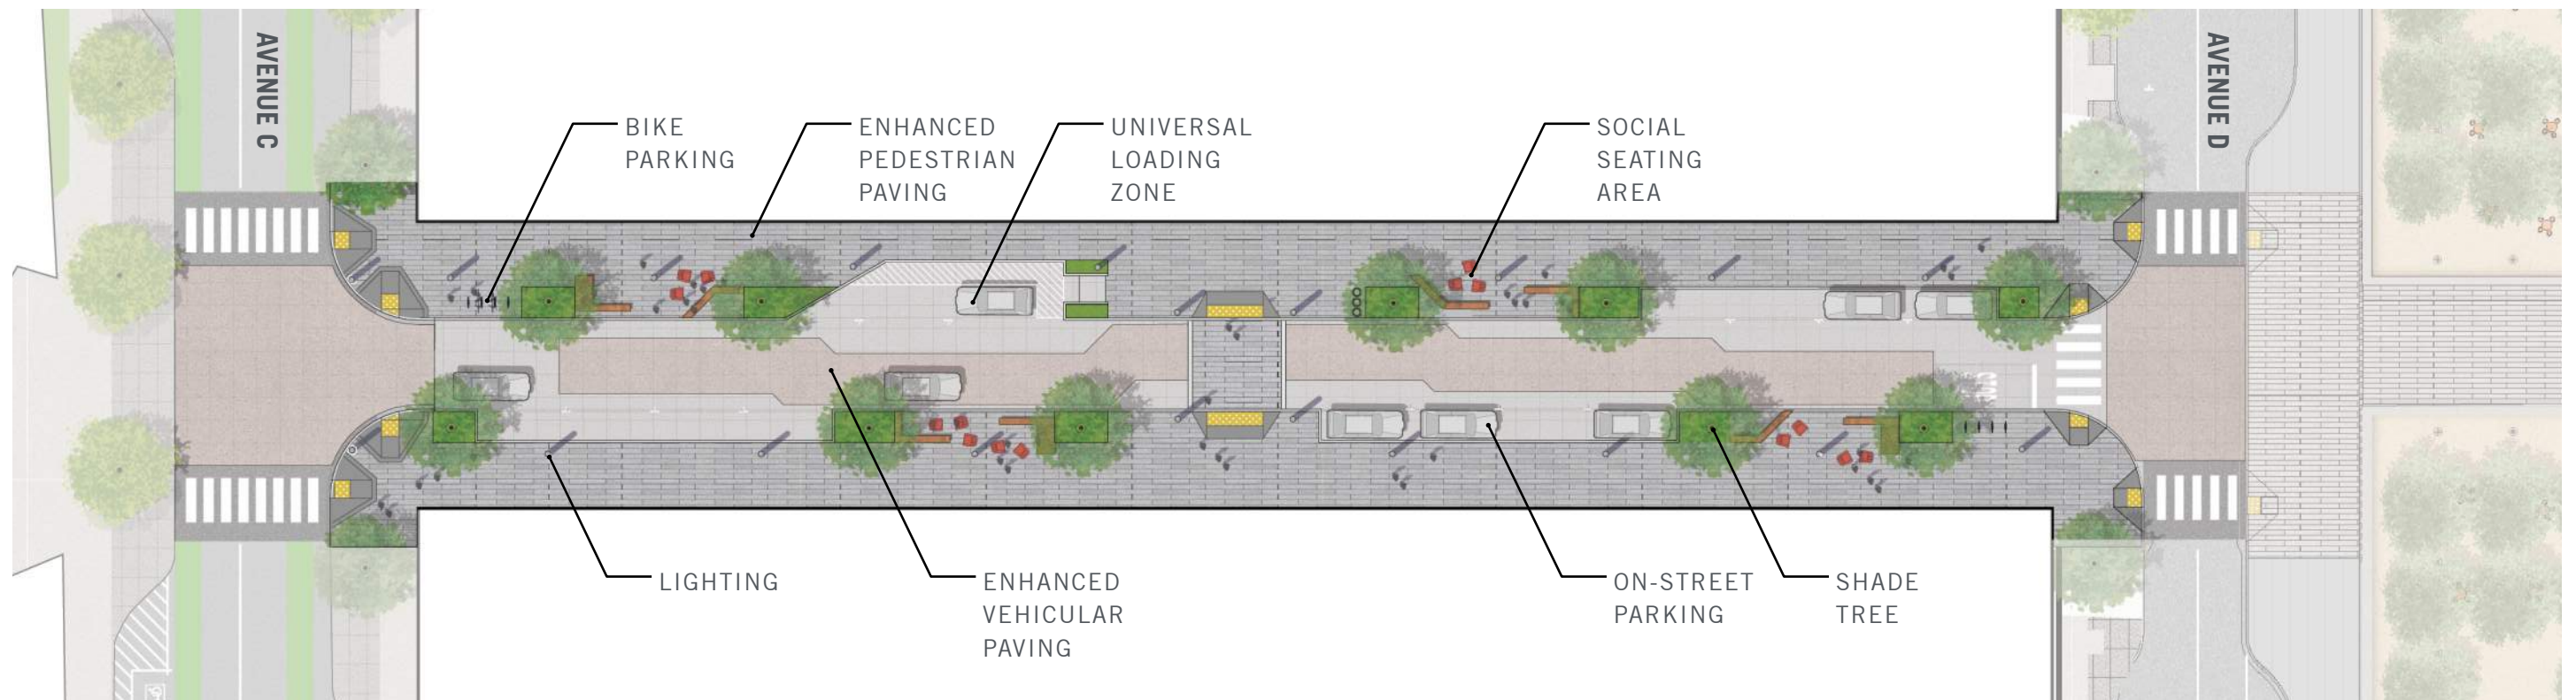 AVENUE C
AVENUE D
BIKE
PARKING
ENHANCED
PEDESTRIAN
PAVING
UNIVERSAL
LOADING
ZONE
SOCIAL
SEATING
AREA
LIGHTING
ENHANCED
VEHICULAR
PAVING
ON-STREET
PARKING
SHADE
TREE